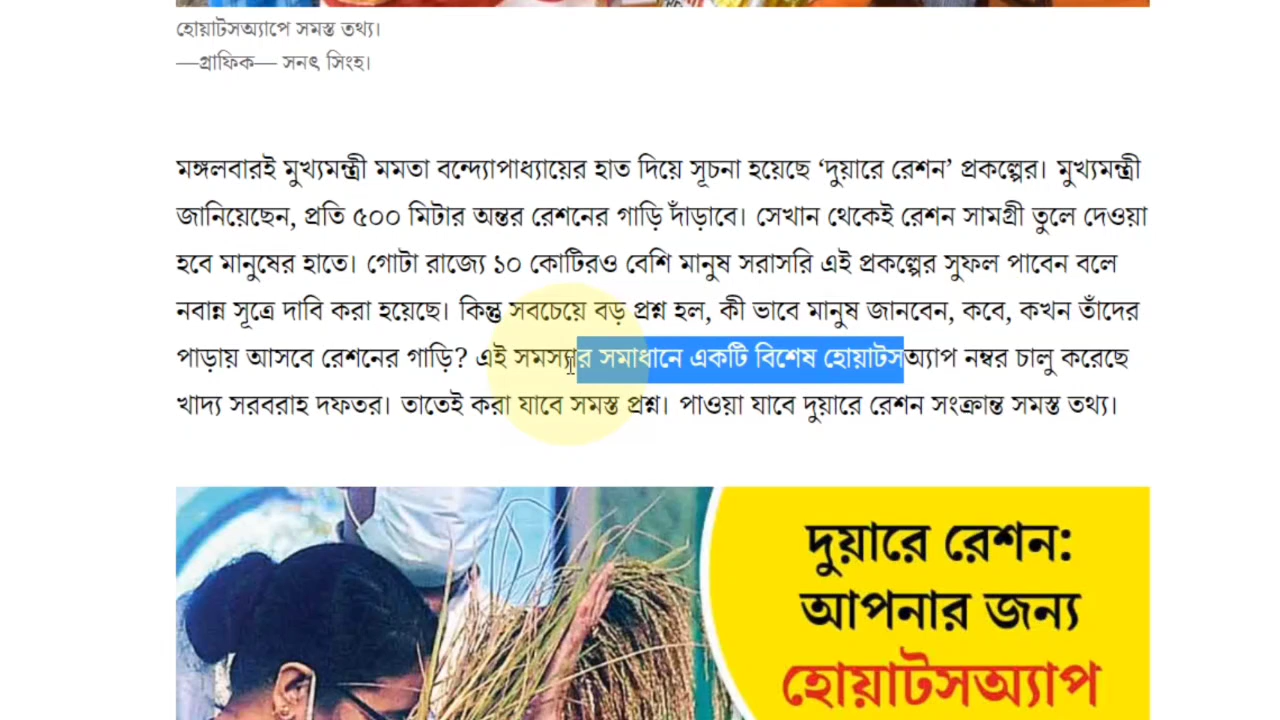 হোয়াটসঅ্যাপে সমস্ত তথ্য।
—গ্রাফিক— সনৎ সিংহ।
মঙ্গলবারই মুখ্যমন্ত্রী মমতা বন্দ্যোপাধ্যায়ের হাত দিয়ে সূচনা হয়েছে ‘দুয়ারে রেশন’ প্রকল্পের। মুখ্যমন্ত্রী
জানিয়েছেন, প্রতি ৫০০ মিটার অন্তর রেশনের গাড়ি দাঁড়াবে। সেখান থেকেই রেশন সামগ্রী তুলে দেওয়া
হবে মানুষের হাতে। গোটা রাজ্যে ১০ কোটিরও বেশি মানুষ সরাসরি এই প্রকল্পের সুফল পাবেন বলে
নবান্ন সূত্রে দাবি করা হয়েছে। কিন্তু সবচেয়ে বড় প্রশ্ন হল, কী ভাবে মানুষ জানবেন, কবে, কখন তাঁদের
পাড়ায় আসবে রেশনের গাড়ি? এই সমস্যার সমাধানে একটি বিশেষ হোয়াটসঅ্যাপ নম্বর চালু করেছে
খাদ্য সরবরাহ দফতর। তাতেই করা যাবে সমস্ত প্রশ্ন। পাওয়া যাবে দুয়ারে রেশন সংক্রান্ত সমস্ত তথ্য।
দুয়ারে রেশন:
আপনার জন্য
হোয়াটসঅ্যাপ